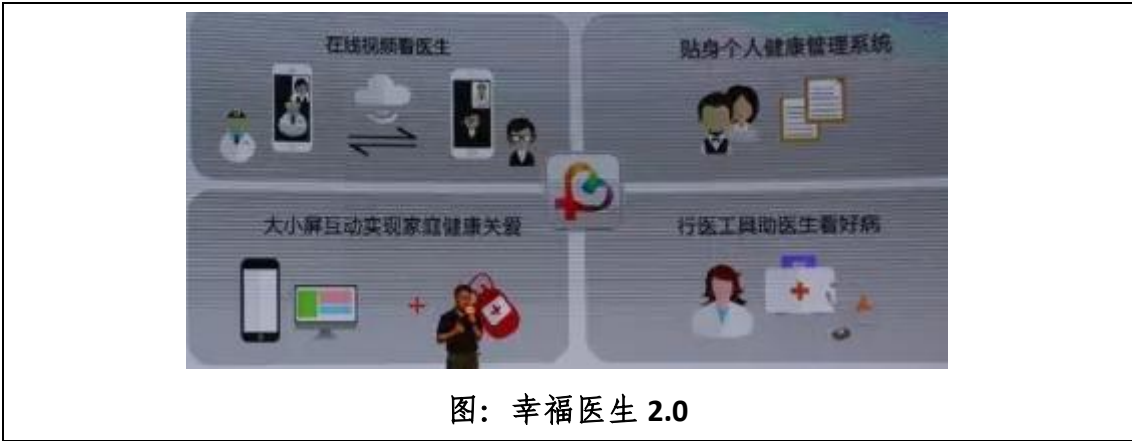 在线视频看医生
贴身个人健康管理系统
大小屏互动实现家庭健康关爱
行医工具助医生看好病
图：幸福医生 2.0